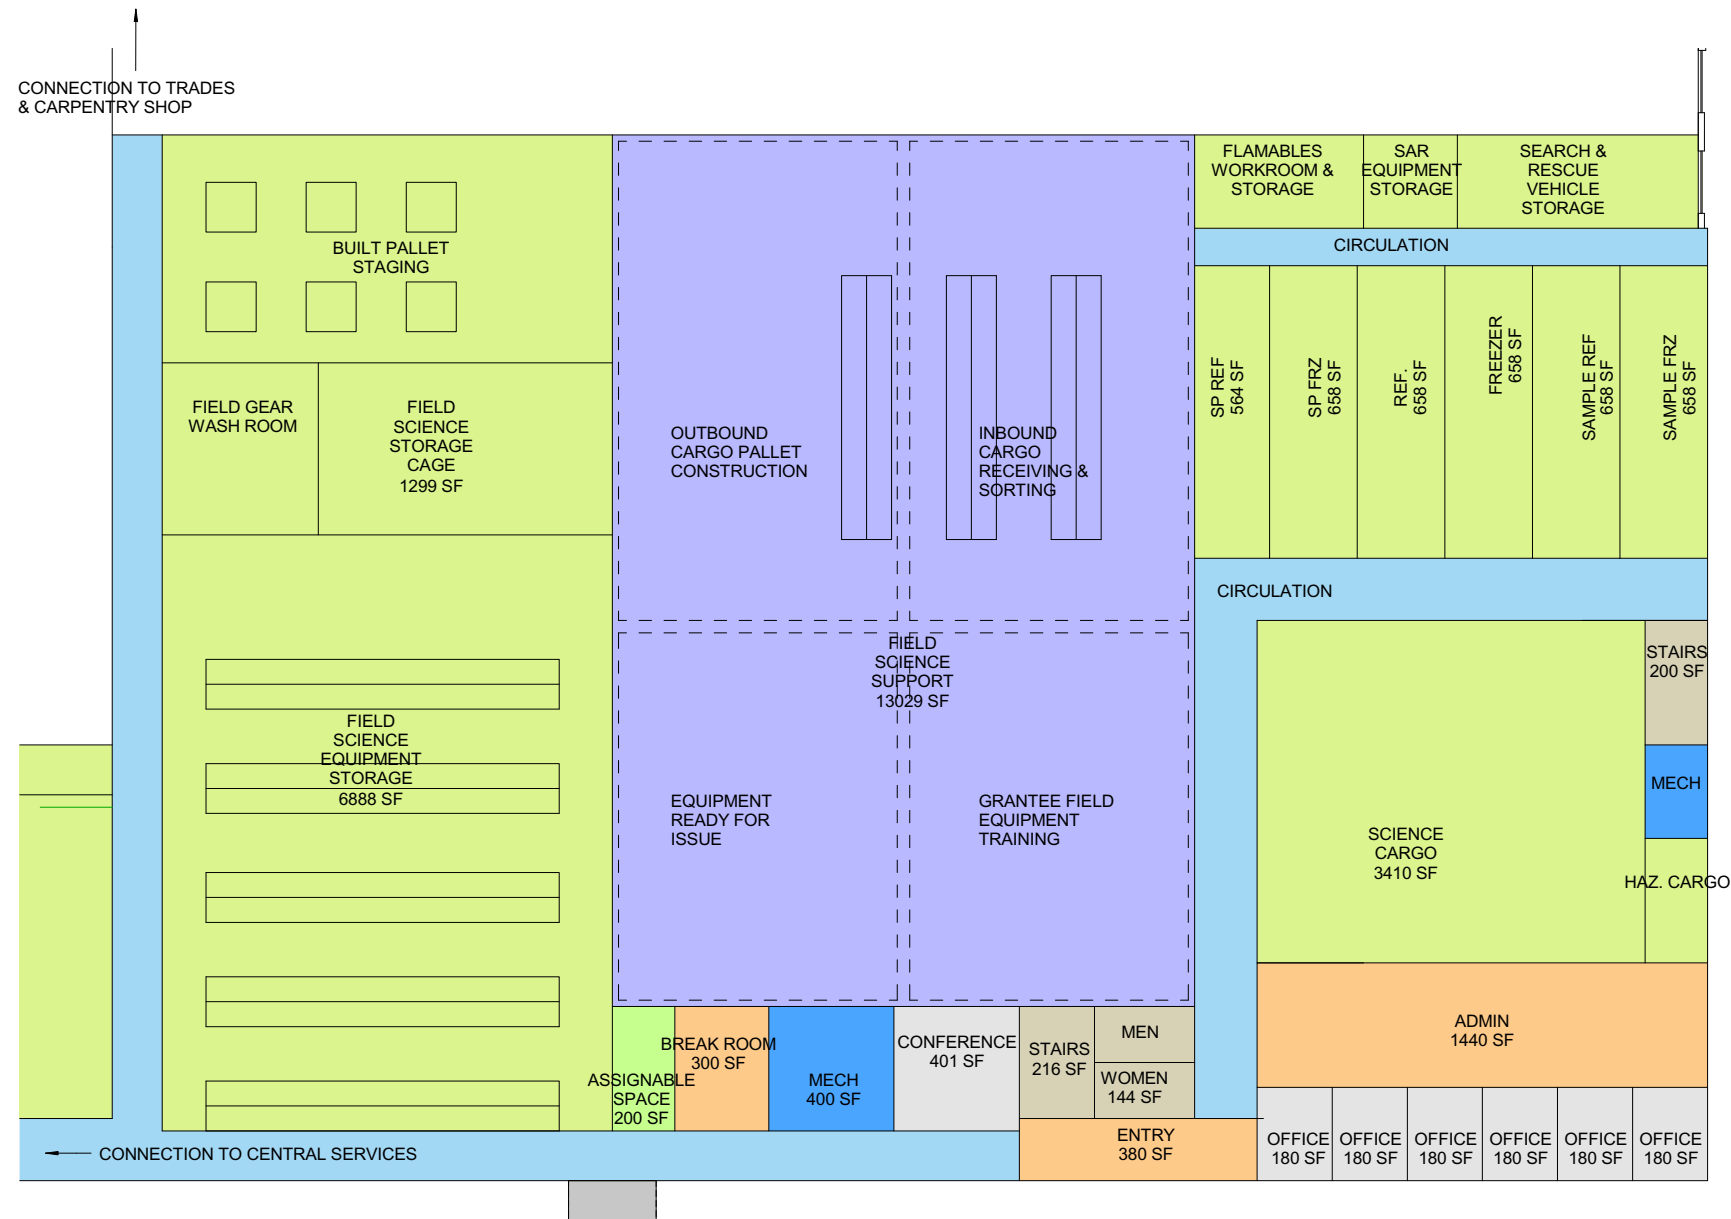 CONNECTION TO TRADES
& CARPENTRY SHOP
BUILT PALLET
STAGING
FIELD GEAR
WASH ROOM
FIELD
SCIENCE
STORAGE
CAGE
1299 SF
FIELD
SCIENCE
EQUIPMENT
STORAGE
6888 SF
OUTBOUND
CARGO PALLET
CONSTRUCTION
INBOUND
CARGO
RECEIVING &
SORTING
FIELD
SCIENCE
SUPPORT
13029 SF
EQUIPMENT
READY FOR
ISSUE
GRANTEE FIELD
EQUIPMENT
TRAINING
FLAMABLES
WORKROOM &
STORAGE
SAR
EQUIPMENT
STORAGE
SEARCH &
RESCUE
VEHICLE
STORAGE
CIRCULATION
SP REF
564 SF
SP FRZ
658 SF
REF.
658 SF
FREEZER
658 SF
SAMPLE REF
658 SF
SAMPLE FRZ
658 SF
CIRCULATION
STAIRS
200 SF
MECH
SCIENCE
CARGO
3410 SF
HAZ. CARGO
ADMIN
1440 SF
ASSIGNABLE
SPACE
200 SF
BREAK ROOM
300 SF
MECH
400 SF
CONFERENCE
401 SF
STAIRS
216 SF
MEN
WOMEN
144 SF
ENTRY
380 SF
OFFICE
180 SF
OFFICE
180 SF
OFFICE
180 SF
OFFICE
180 SF
OFFICE
180 SF
OFFICE
180 SF
CONNECTION TO CENTRAL SERVICES